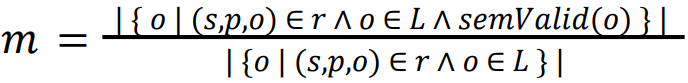 m = | { o | (s,p,o) ∈ r ∧ o ∈ L ∧ semValid(o) } |
| {o | (s,p,o) ∈ r ∧ o ∈ L } |